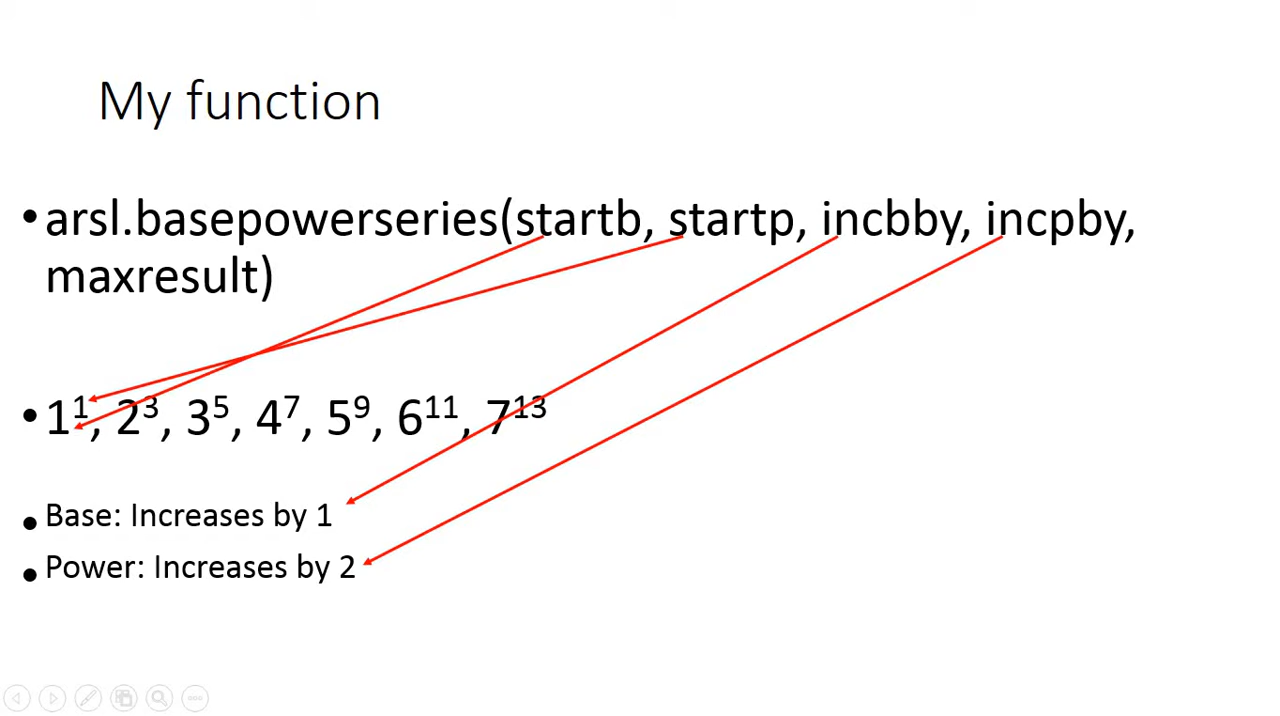 My function
•arsl.basepowerseries(startb, startp, incbby, incpby,
maxresult)
•1¹, 2³, 3⁵, 4⁷, 5⁹, 6¹¹, 7¹³
•Base: Increases by 1
•Power: Increases by 2